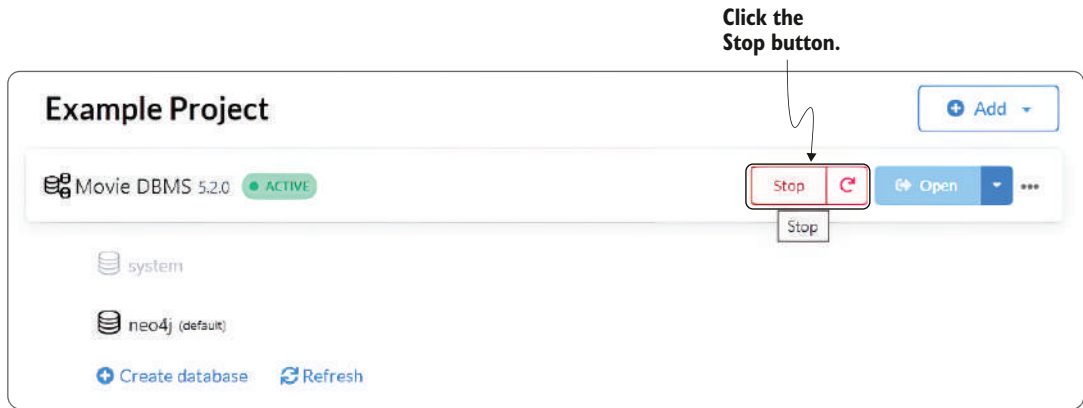 Click the
Stop button.
Example Project
Add
Movie DBMS 5.2.0 ACTIVE
Stop
Open
Stop
system
neo4j (default)
Create database
Refresh